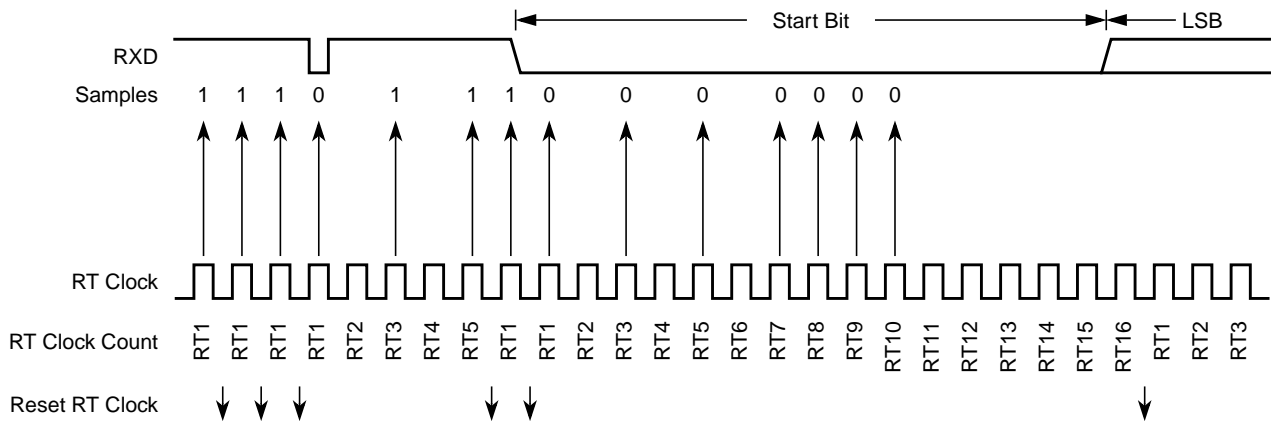 Start Bit LSB
RXD
Samples 1 1 1 0 1 1 1 0 0 0 0 0 0 0
RT Clock
RT Clock Count RT1 RT1 RT1 RT1 RT2 RT3 RT4 RT5 RT1 RT1 RT2 RT3 RT4 RT5 RT6 RT7 RT8 RT9 RT10 RT11 RT12 RT13 RT14 RT15 RT16 RT1 RT2 RT3
Reset RT Clock